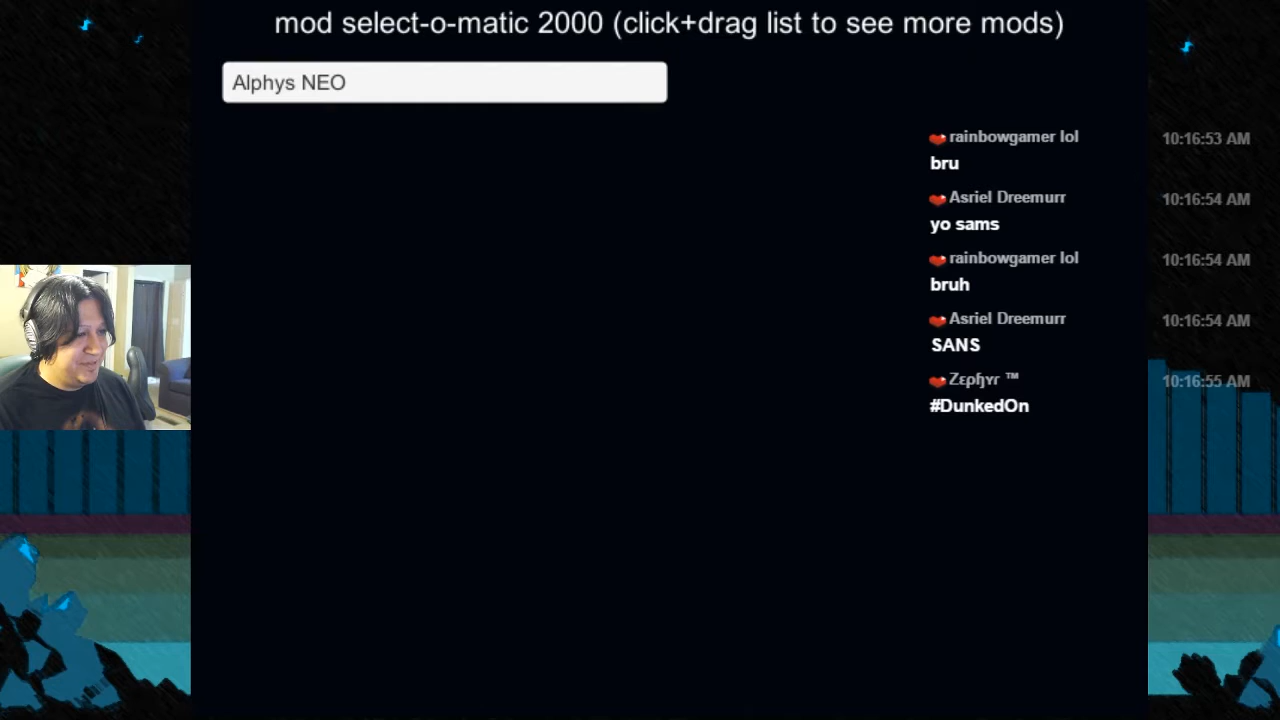 mod select-o-matic 2000 (click+drag list to see more mods)
Alphys NEO
rainbowgamer lol 10:16:53 AM
bru
Asriel Dreemurr 10:16:54 AM
yo sams
rainbowgamer lol 10:16:54 AM
bruh
Asriel Dreemurr 10:16:54 AM
SANS
Ζερɧүr ™ 10:16:55 AM
#DunkedOn